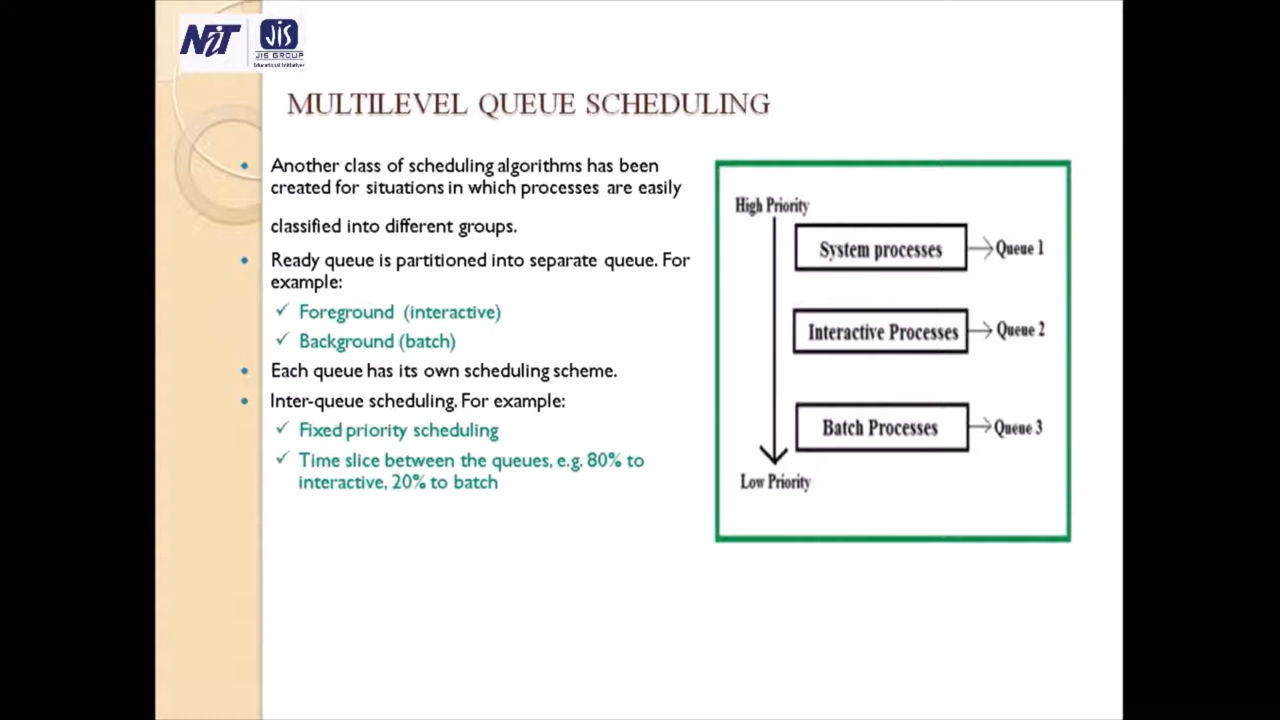 NiT
JIS
JIS GROUP
Educational Initiatives
MULTILEVEL QUEUE SCHEDULING
Another class of scheduling algorithms has been
created for situations in which processes are easily
classified into different groups.
Ready queue is partitioned into separate queue. For
example:
Foreground (interactive)
Background (batch)
Each queue has its own scheduling scheme.
Inter-queue scheduling. For example:
Fixed priority scheduling
Time slice between the queues, e.g. 80% to
interactive, 20% to batch
High Priority
System processes
Queue 1
Interactive Processes
Queue 2
Batch Processes
Queue 3
Low Priority